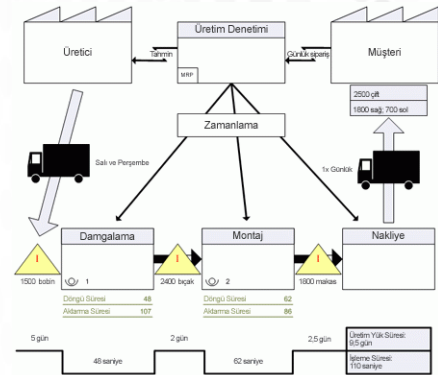 Üretici
Tahmin
Üretim Denetimi
MRP
Günlük sipariş
Müşteri
2500 çift
1800 sağ; 700 sol
Zamanlama
Salı ve Perşembe
1x Günlük
Damgalama
Montaj
Nakliye
I
I
I
1
2
1500 bobin
2400 bıçak
1800 makas
Döngü Süresi 48
Aktarma Süresi 107
Döngü Süresi 62
Aktarma Süresi 86
5 gün
48 saniye
2 gün
62 saniye
2,5 gün
Üretim Yük Süresi:
9,5 gün
İşleme Süresi:
110 saniye